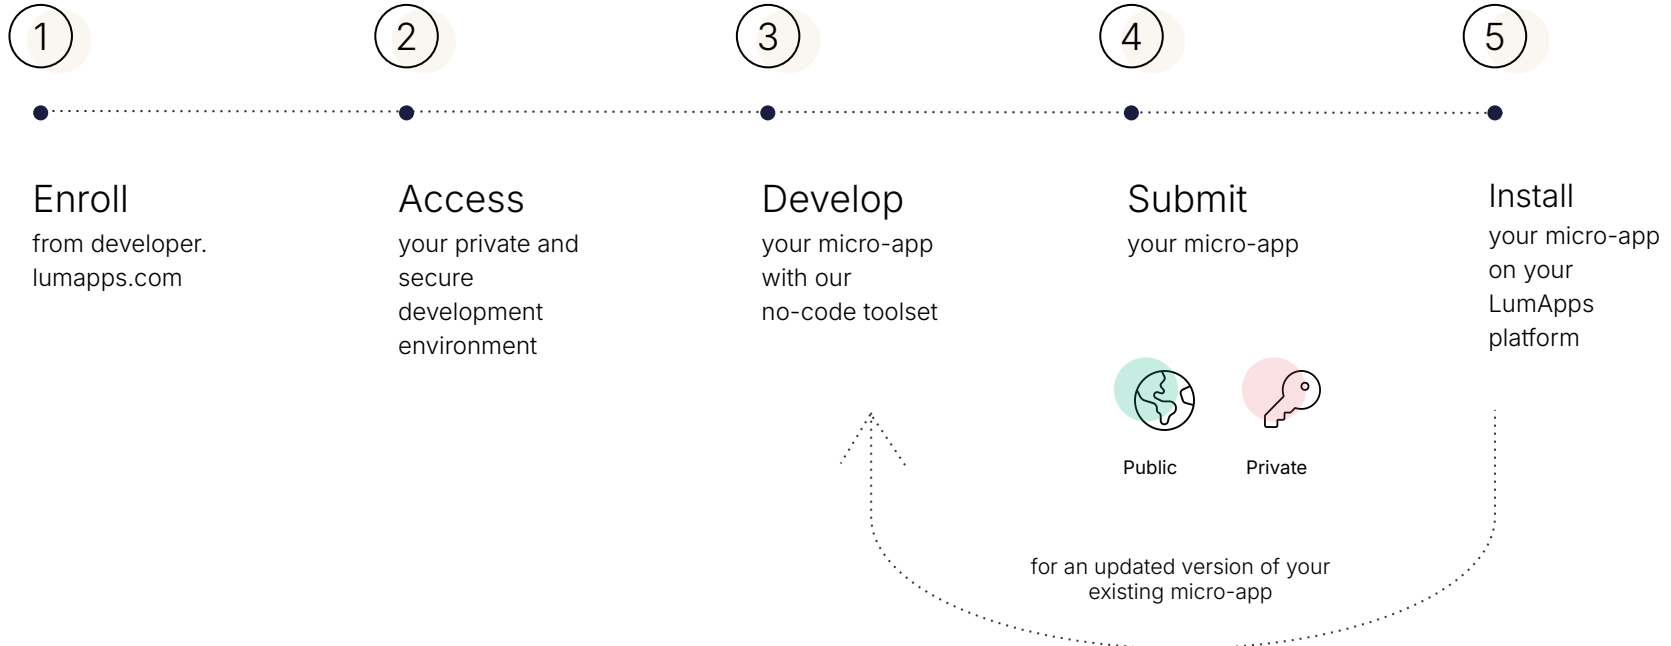 1
2
3
4
5
Enroll
from developer.
lumapps.com
Access
your private and
secure
development
environment
Develop
your micro-app
with our
no-code toolset
Submit
your micro-app
Public
Private
Install
your micro-app
on your
LumApps
platform
for an updated version of your
existing micro-app